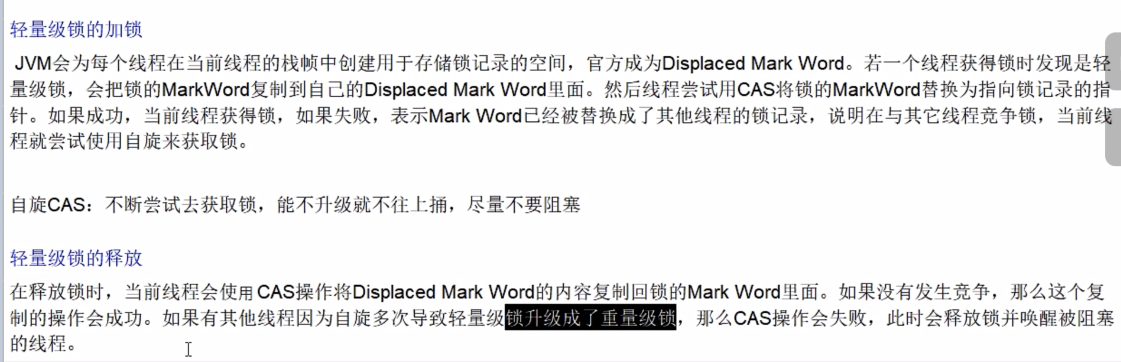 轻量级锁的加锁
JVM会为每个线程在当前线程的栈帧中创建用于存储锁记录的空间，官方成为Displaced Mark Word。若一个线程获得锁时发现是轻
量级锁，会把锁的MarkWord复制到自己的Displaced Mark Word里面。然后线程尝试用CAS将锁的MarkWord替换为指向锁记录的指
针。如果成功，当前线程获得锁，如果失败，表示Mark Word已经被替换成了其他线程的锁记录，说明在与其它线程竞争锁，当前线
程就尝试使用自旋来获取锁。
自旋CAS：不断尝试去获取锁，能不升级就不往上捅，尽量不要阻塞
轻量级锁的释放
在释放锁时，当前线程会使用 CAS操作将Displaced Mark Word的内容复制回锁的Mark Word里面。如果没有发生竞争，那么这个复
制的操作会成功。如果有其他线程因为自旋多次导致轻量级锁升级成了重量级锁，那么CAS操作会失败，此时会释放锁并唤醒被阻塞
的线程。